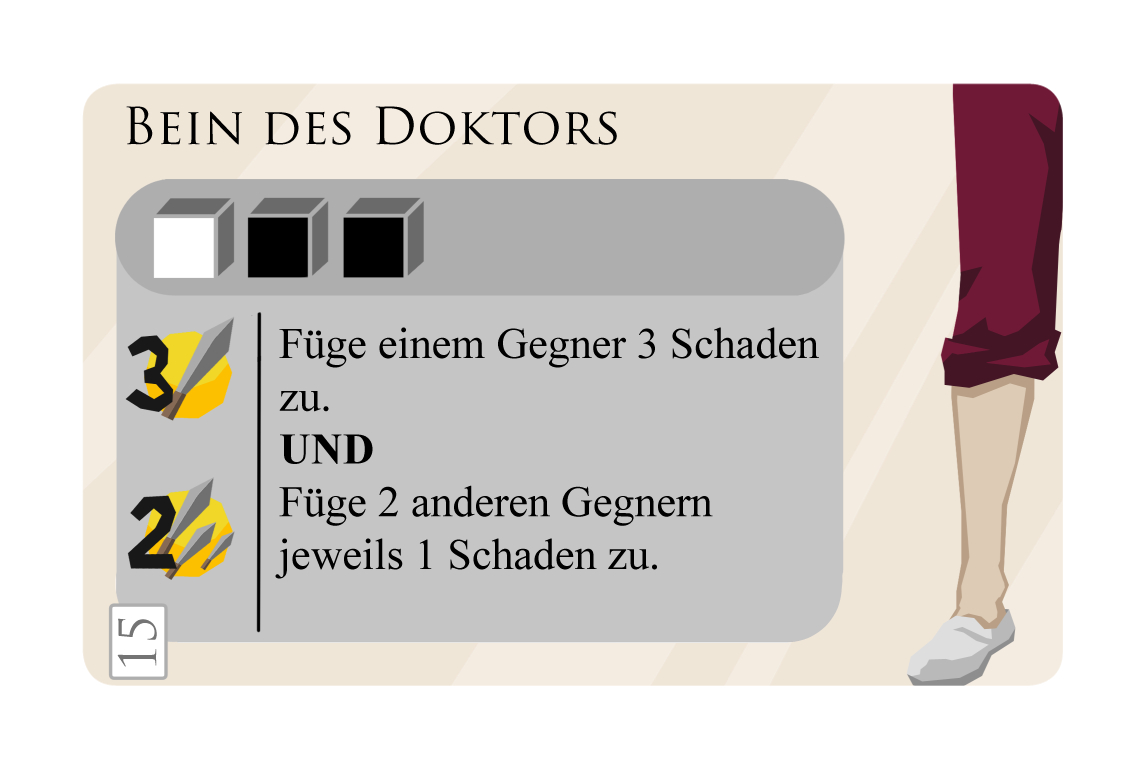 BEIN DES DOKTORS
3
Füge einem Gegner 3 Schaden
zu.
UND
2
Füge 2 anderen Gegnern
jeweils 1 Schaden zu.
15